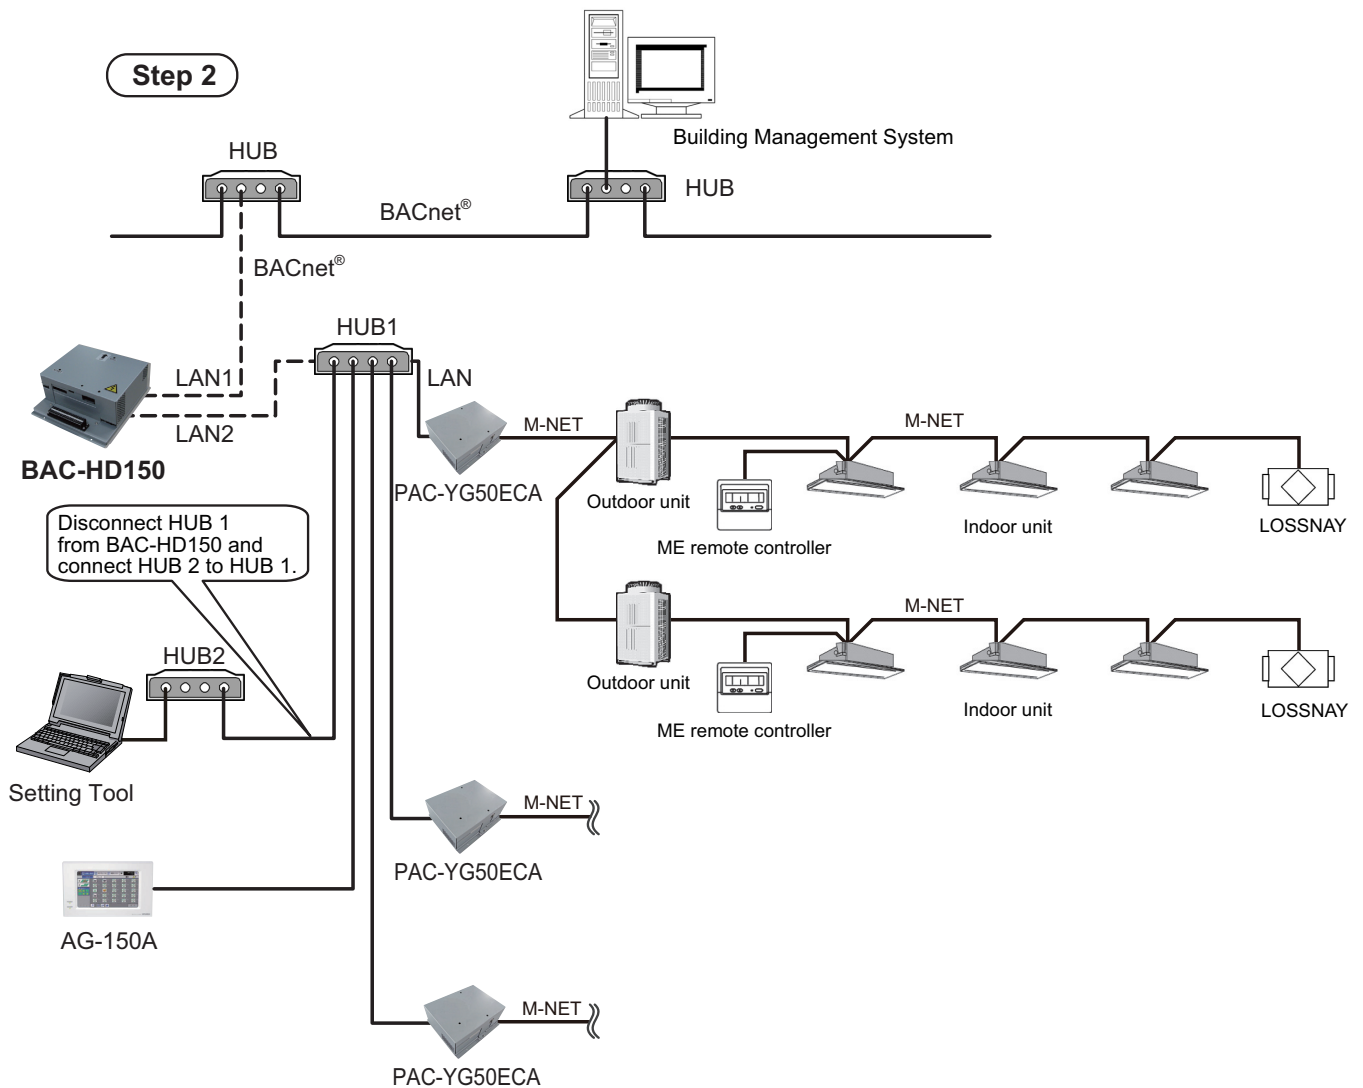 Step 2
Building Management System
HUB
HUB
BACnet®
BACnet®
HUB1
LAN1
LAN
LAN2
M-NET
M-NET
BAC-HD150
PAC-YG50ECA
Outdoor unit
Indoor unit
LOSSNAY
ME remote controller
Disconnect HUB 1
from BAC-HD150 and
connect HUB 2 to HUB 1.
M-NET
HUB2
Outdoor unit
Indoor unit
LOSSNAY
ME remote controller
Setting Tool
M-NET
PAC-YG50ECA
AG-150A
M-NET
PAC-YG50ECA